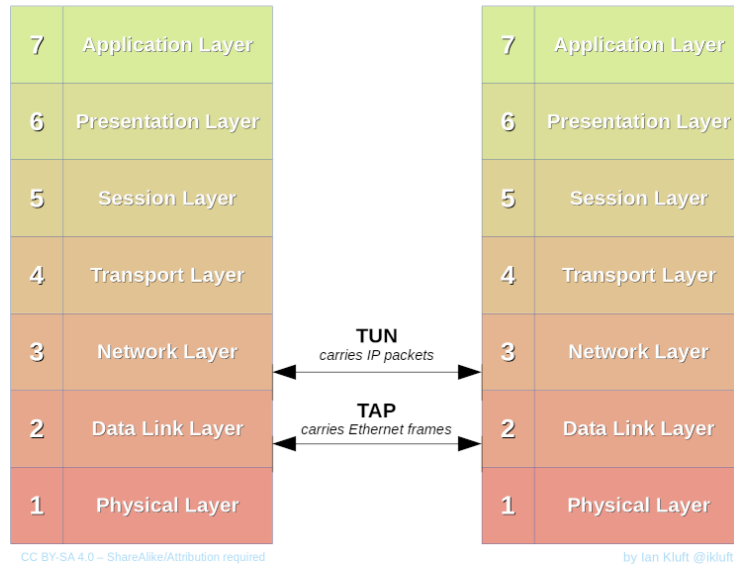 7 Application Layer
6 Presentation Layer
5 Session Layer
4 Transport Layer
3 Network Layer
2 Data Link Layer
1 Physical Layer
TUN
carries IP packets
TAP
carries Ethernet frames
7 Application Layer
6 Presentation Layer
5 Session Layer
4 Transport Layer
3 Network Layer
2 Data Link Layer
1 Physical Layer
CC BY-SA 4.0 – ShareAlike/Attribution required
by Ian Kluft @ikluft